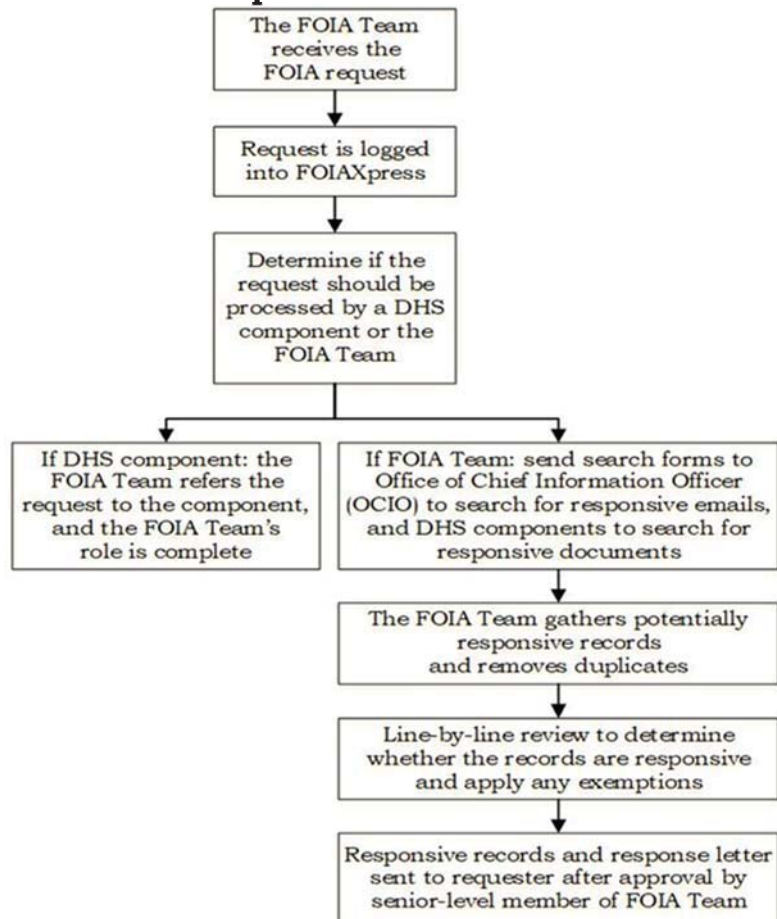 The FOIA Team
receives the
FOIA request
Request is logged
into FOIAXpress
Determine if the
request should be
processed by a DHS
component or the
FOIA Team
If DHS component: the
FOIA Team refers the
request to the component,
and the FOIA Team's
role is complete
If FOIA Team: send search forms to
Office of Chief Information Officer
(OCIO) to search for responsive emails,
and DHS components to search for
responsive documents
The FOIA Team gathers potentially
responsive records
and removes duplicates
Line-by-line review to determine
whether the records are responsive
and apply any exemptions
Responsive records and response letter
sent to requester after approval by
senior-level member of FOIA Team